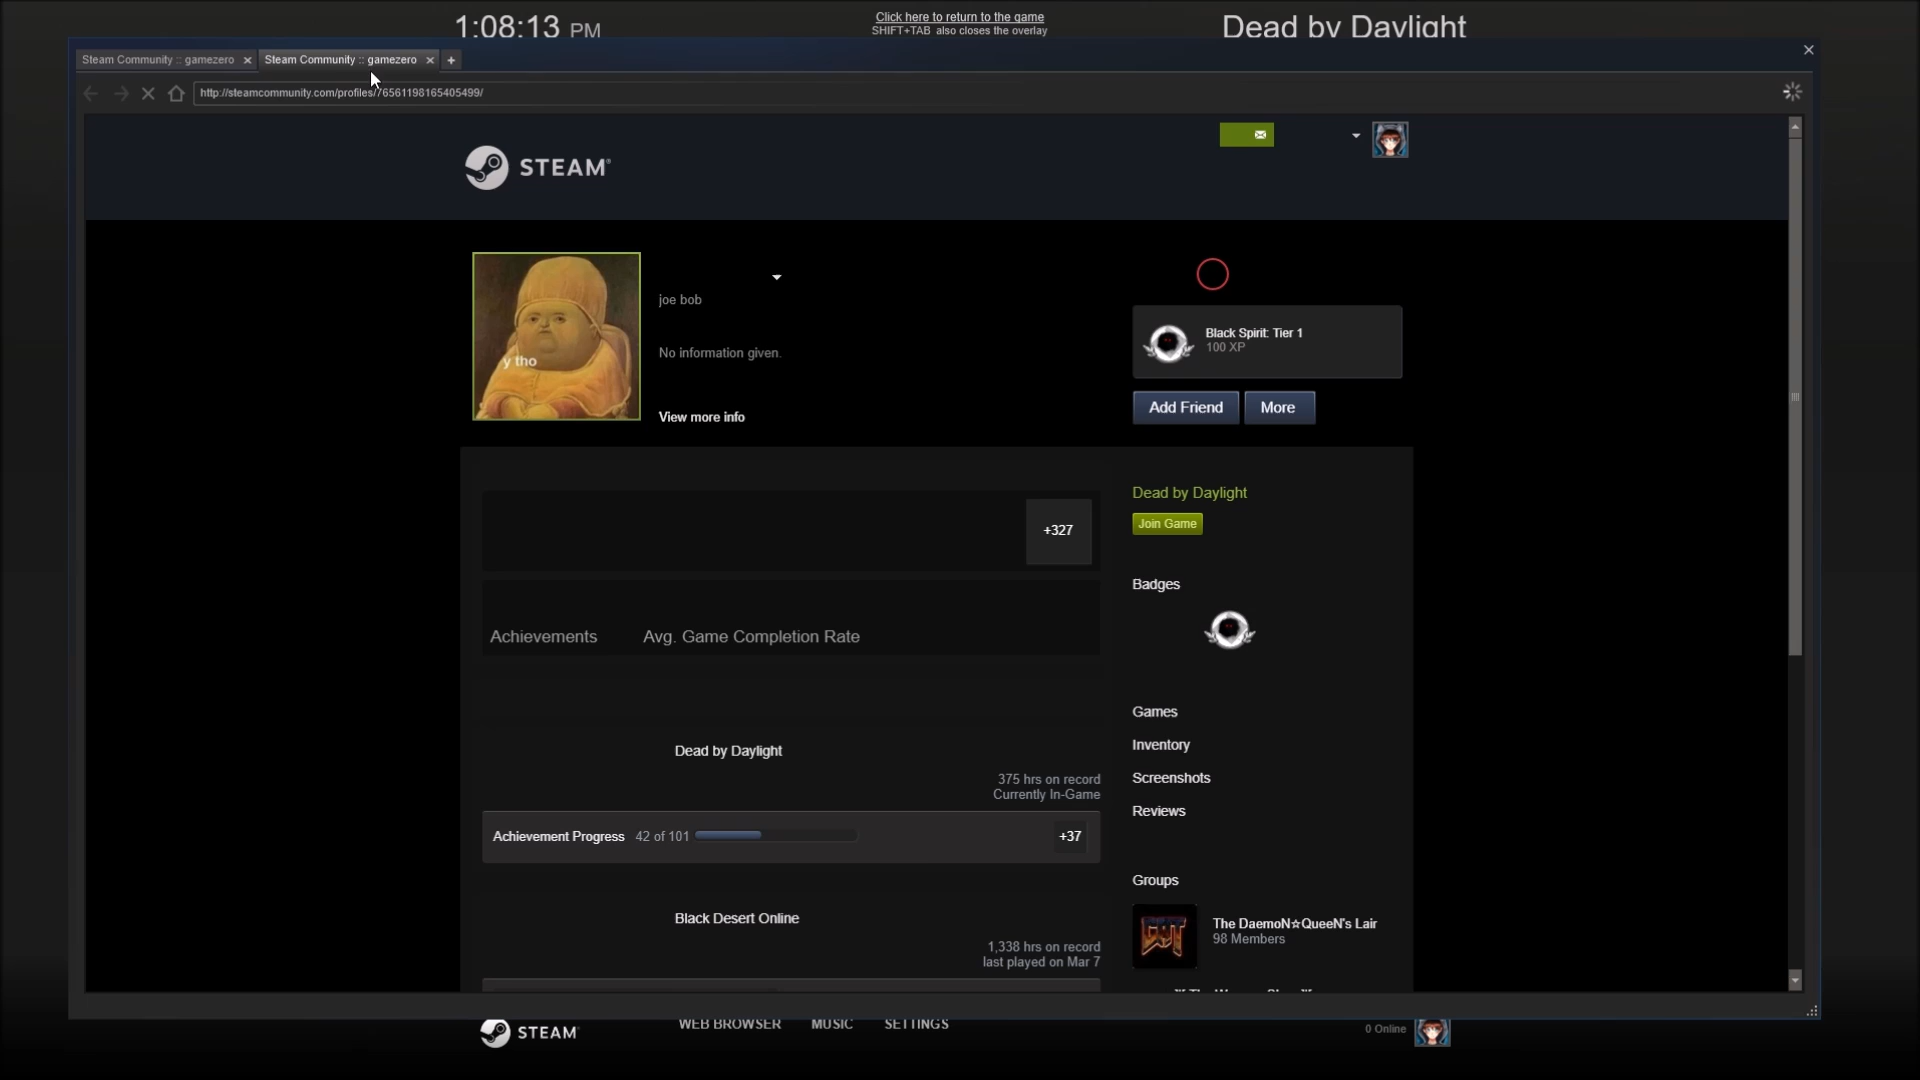 1:08:13 PM
Click here to return to the game
SHIFT+TAB also closes the overlay
Dead by Daylight
Steam Community :: gamezero
Steam Community :: gamezero
http://steamcommunity.com/profiles/76561198165405499/
STEAM
y tho
joe bob
No information given.
View more info
Black Spirit: Tier 1
100 XP
Add Friend
More
+327
Achievements
Avg. Game Completion Rate
Dead by Daylight
375 hrs on record
Currently In-Game
Achievement Progress 42 of 101
+37
Black Desert Online
1,338 hrs on record
last played on Mar 7
Dead by Daylight
Join Game
Badges
Games
Inventory
Screenshots
Reviews
Groups
The DaemoN☆QueeN's Lair
98 Members
STEAM
WEB BROWSER
MUSIC
SETTINGS
0 Online